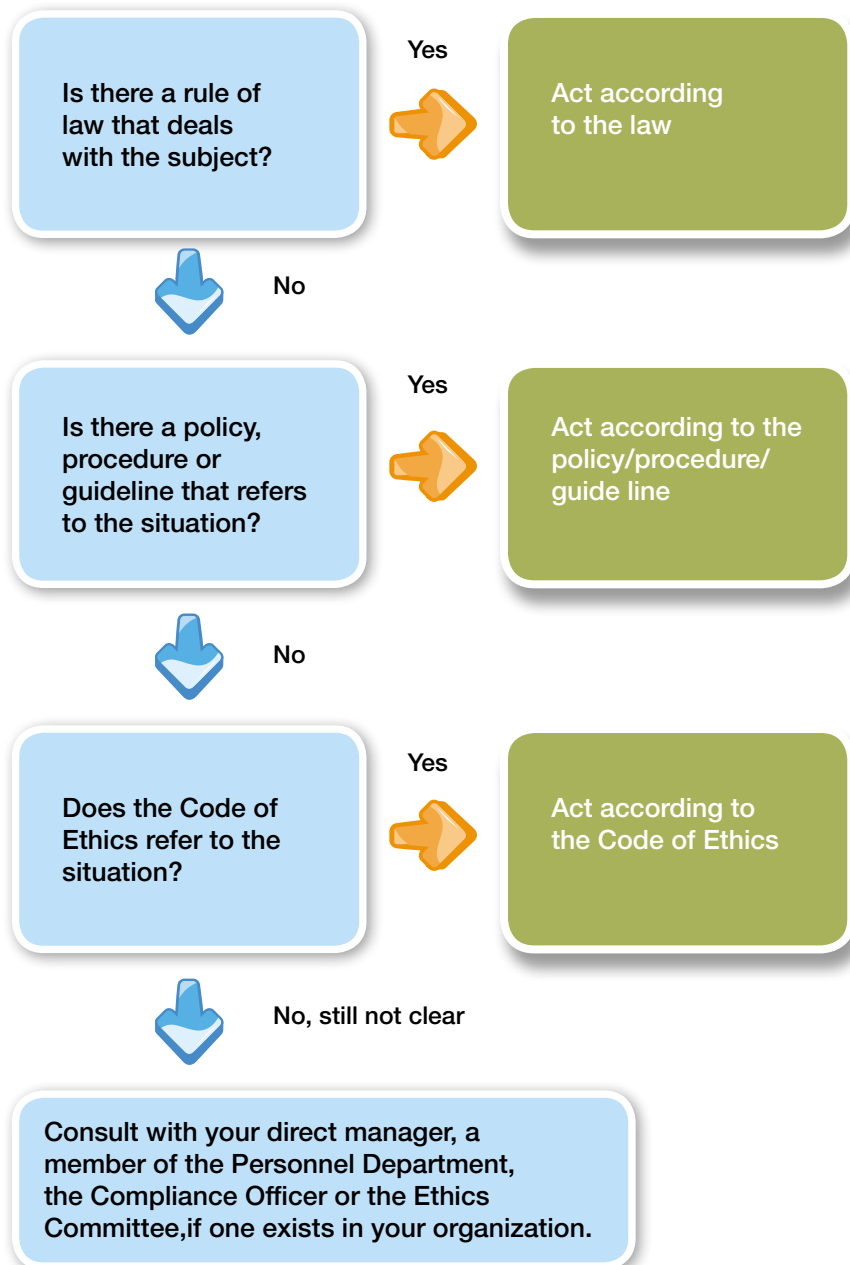 Is there a rule of
law that deals
with the subject?
Yes
Act according
to the law
No
Is there a policy,
procedure or
guideline that refers
to the situation?
Yes
Act according to the
policy/procedure/
guide line
No
Does the Code of
Ethics refer to the
situation?
Yes
Act according to
the Code of Ethics
No, still not clear
Consult with your direct manager, a
member of the Personnel Department,
the Compliance Officer or the Ethics
Committee,if one exists in your organization.